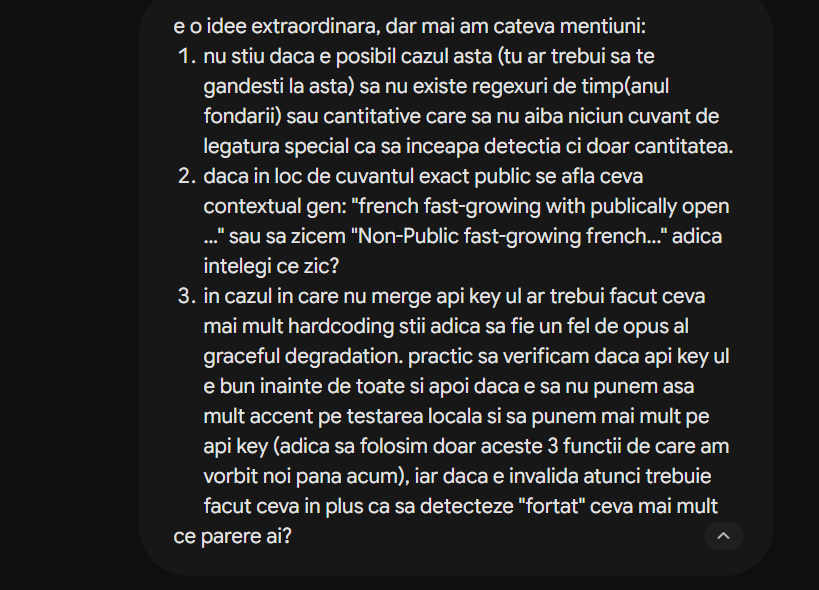 e o idee extraordinara, dar mai am cateva mentiuni:
1. nu stiu daca e posibil cazul asta (tu ar trebui sa te
gandesti la asta) sa nu existe regexuri de timp(anul
fondarii) sau cantitative care sa nu aiba niciun cuvant de
legatura special ca sa inceapa detectia ci doar cantitatea.
2. daca in loc de cuvantul exact public se afla ceva
contextual gen: "french fast-growing with publically open
..." sau sa zicem "Non-Public fast-growing french..." adica
intelegi ce zic?
3. in cazul in care nu merge api key ul ar trebui facut ceva
mai mult hardcoding stii adica sa fie un fel de opus al
graceful degradation. practic sa verificam daca api key ul
e bun inainte de toate si apoi daca e sa nu punem asa
mult accent pe testarea locala si sa punem mai mult pe
api key (adica sa folosim doar aceste 3 functii de care am
vorbit noi pana acum), iar daca e invalida atunci trebuie
facut ceva in plus ca sa detecteze "fortat" ceva mai mult
ce parere ai?